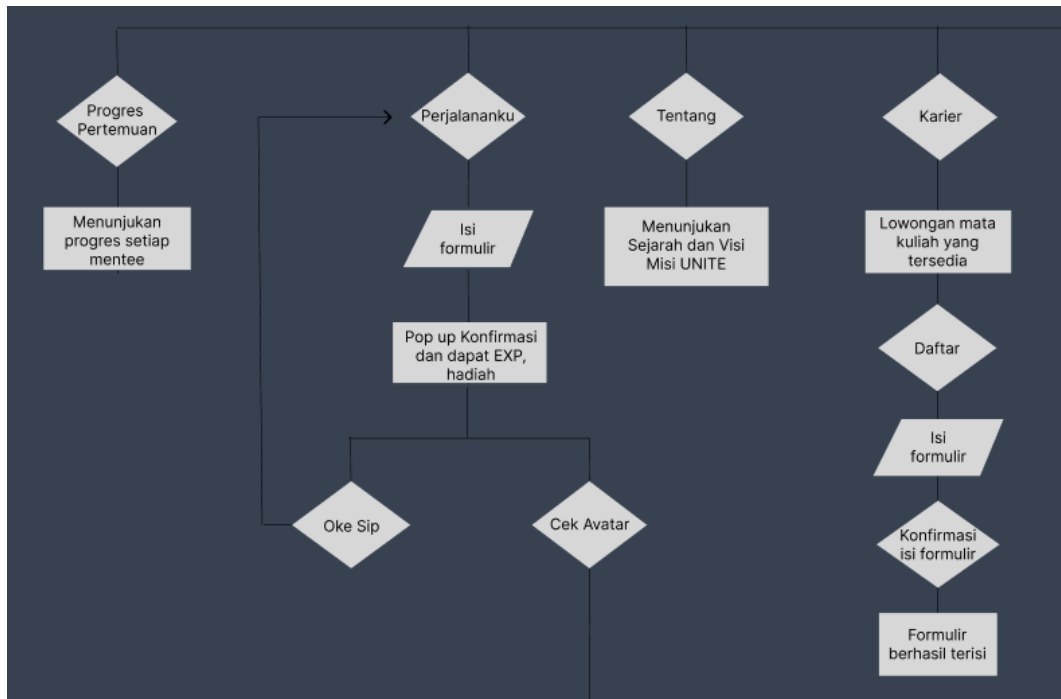 Progres
Pertemuan
Perjalananku
Tentang
Karier
Menunjukan
progres setiap
mentee
Isi
formulir
Menunjukan
Sejarah dan Visi
Misi UNITE
Lowongan mata
kuliah yang
tersedia
Pop up Konfirmasi
dan dapat EXP,
hadiah
Daftar
Isi
formulir
Oke Sip
Cek Avatar
Konfirmasi
isi formulir
Formulir
berhasil terisi